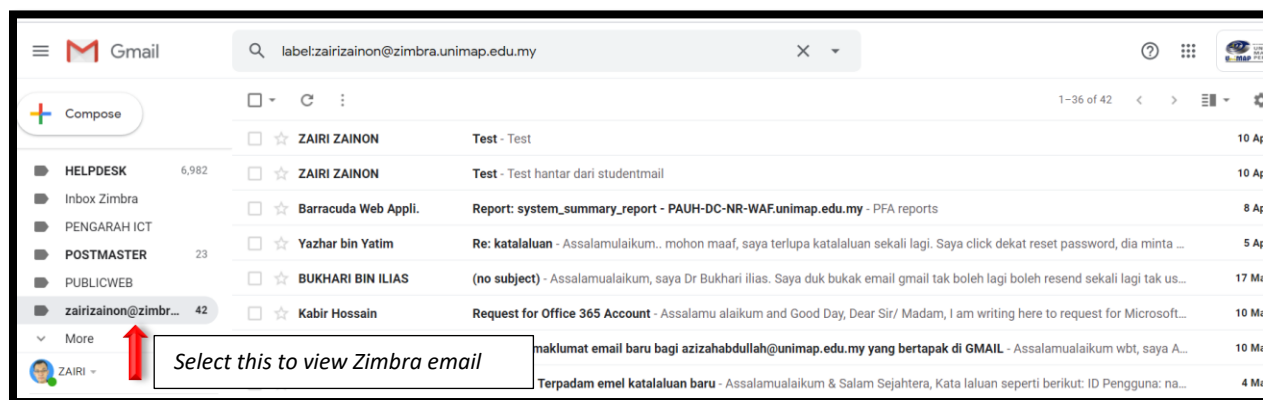 Gmail
label:zairizainon@zimbra.unimap.edu.my
Compose
1–36 of 42
ZAIRI ZAINON Test - Test 10 Ap
HELPDESK 6,982
ZAIRI ZAINON Test - Test hantar dari studentmail 10 Ap
Inbox Zimbra
Barracuda Web Appli. Report: system_summary_report - PAUH-DC-NR-WAF.unimap.edu.my - PFA reports 8 Ap
PENGARAH ICT
Yazhar bin Yatim Re: katalaluan - Assalamulaikum.. mohon maaf, saya terlupa katalaluan sekali lagi. Saya click dekat reset password, dia minta ... 5 Ap
POSTMASTER 23
BUKHARI BIN ILIAS (no subject) - Assalamualaikum, saya Dr Bukhari ilias. Saya duk bukak email gmail tak boleh lagi boleh resend sekali lagi tak us... 17 Ma
PUBLICWEB
zairizainon@zimbr... 42
Kabir Hossain Request for Office 365 Account - Assalamu alaikum and Good Day, Dear Sir/ Madam, I am writing here to request for Microsoft... 10 Ma
More
maklumat email baru bagi azizahabdullah@unimap.edu.my yang bertapak di GMAIL - Assalamualaikum wbt, saya A... 10 Ma
Select this to view Zimbra email
ZAIRI
Terpadam emel katalaluan baru - Assalamualaikum & Salam Sejahtera, Kata laluan seperti berikut: ID Pengguna: na... 4 Ma